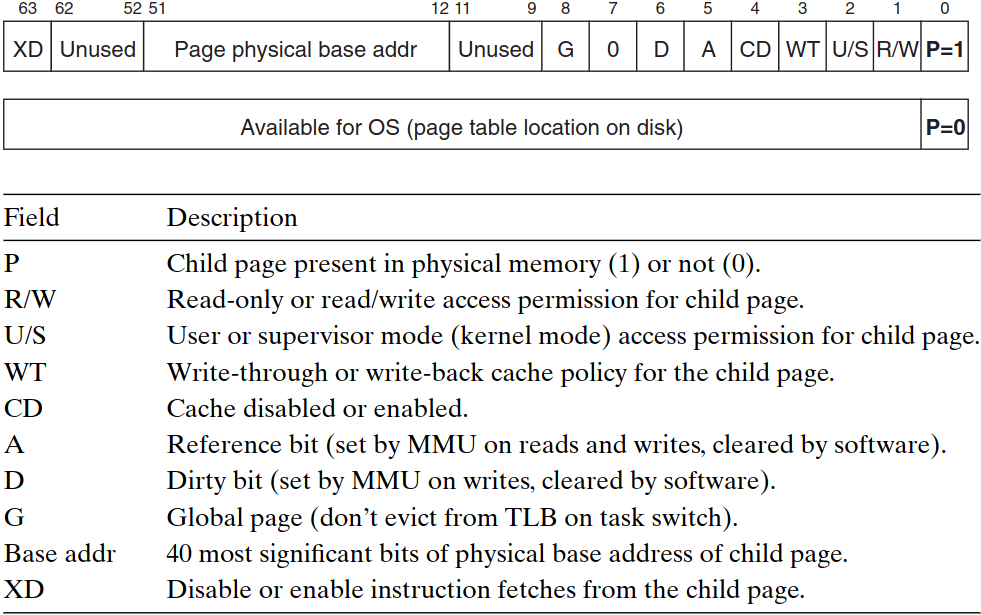 63 62 52 51 12 11 9 8 7 6 5 4 3 2 1 0
XD Unused Page physical base addr Unused G 0 D A CD WT U/S R/W P=1
Available for OS (page table location on disk) P=0
Field Description
P Child page present in physical memory (1) or not (0).
R/W Read-only or read/write access permission for child page.
U/S User or supervisor mode (kernel mode) access permission for child page.
WT Write-through or write-back cache policy for the child page.
CD Cache disabled or enabled.
A Reference bit (set by MMU on reads and writes, cleared by software).
D Dirty bit (set by MMU on writes, cleared by software).
G Global page (don’t evict from TLB on task switch).
Base addr 40 most significant bits of physical base address of child page.
XD Disable or enable instruction fetches from the child page.